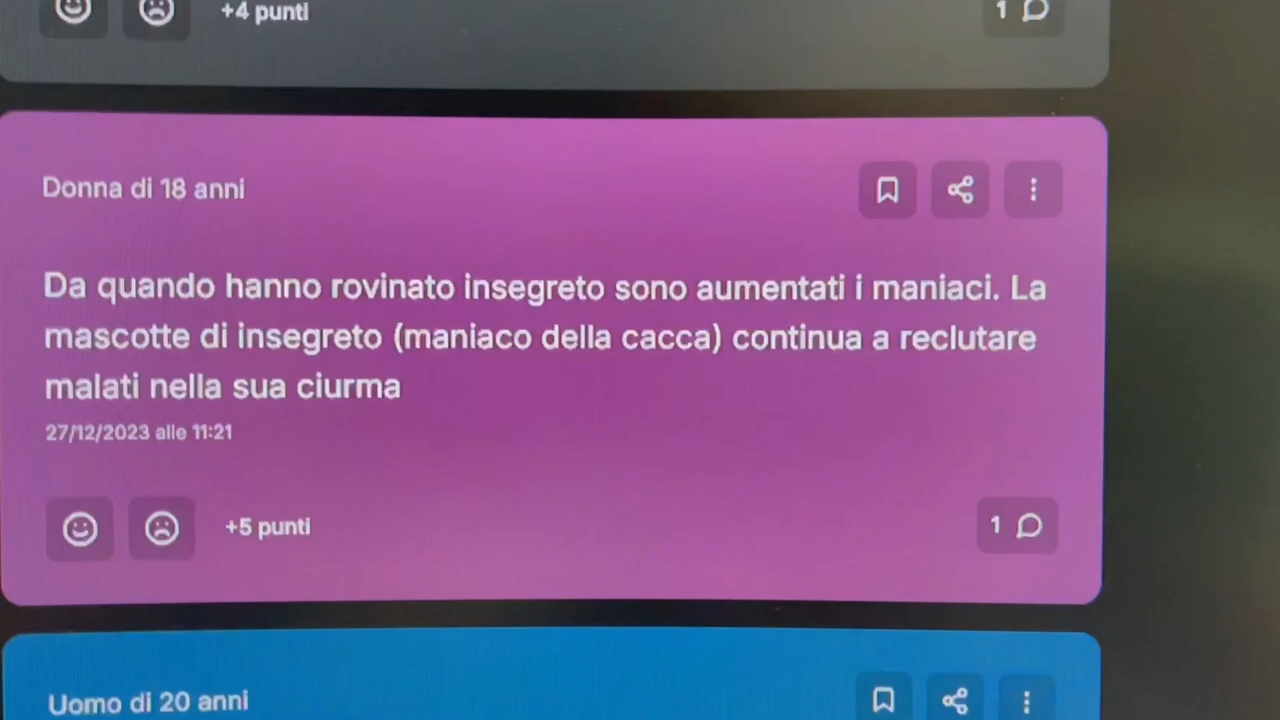 +4 punti
1
Donna di 18 anni
Da quando hanno rovinato insegreto sono aumentati i maniaci. La
mascotte di insegreto (maniaco della cacca) continua a reclutare
malati nella sua ciurma
27/12/2023 alle 11:21
+5 punti
1
Uomo di 20 anni